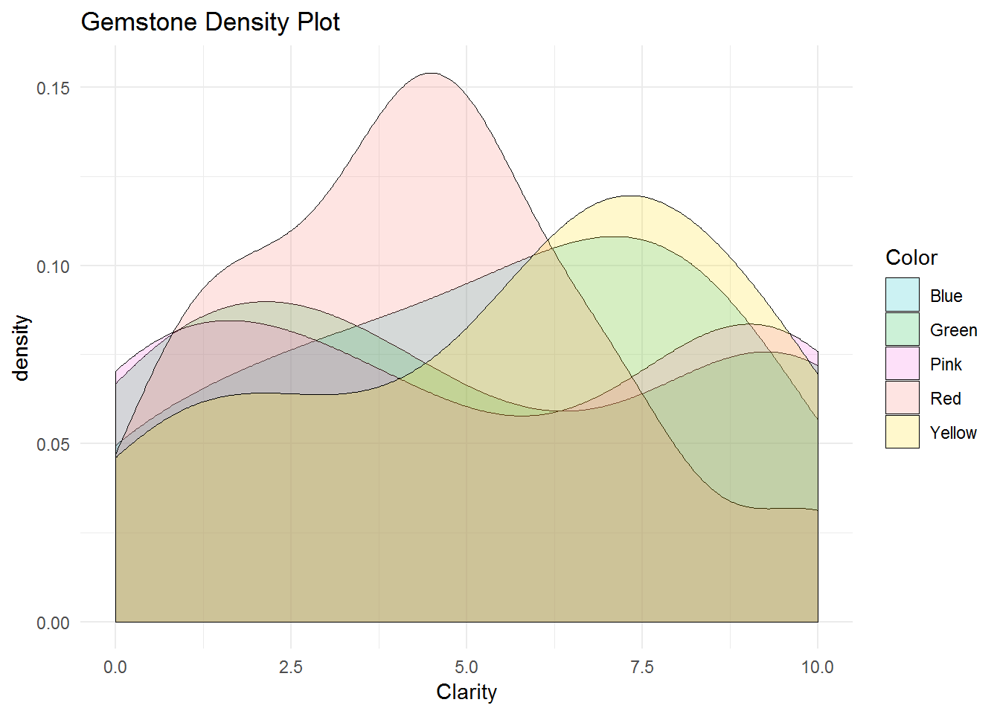 Gemstone Density Plot
0.15
0.10
0.05
0.00
density
0.0 2.5 5.0 7.5 10.0
Clarity
Color
Blue
Green
Pink
Red
Yellow